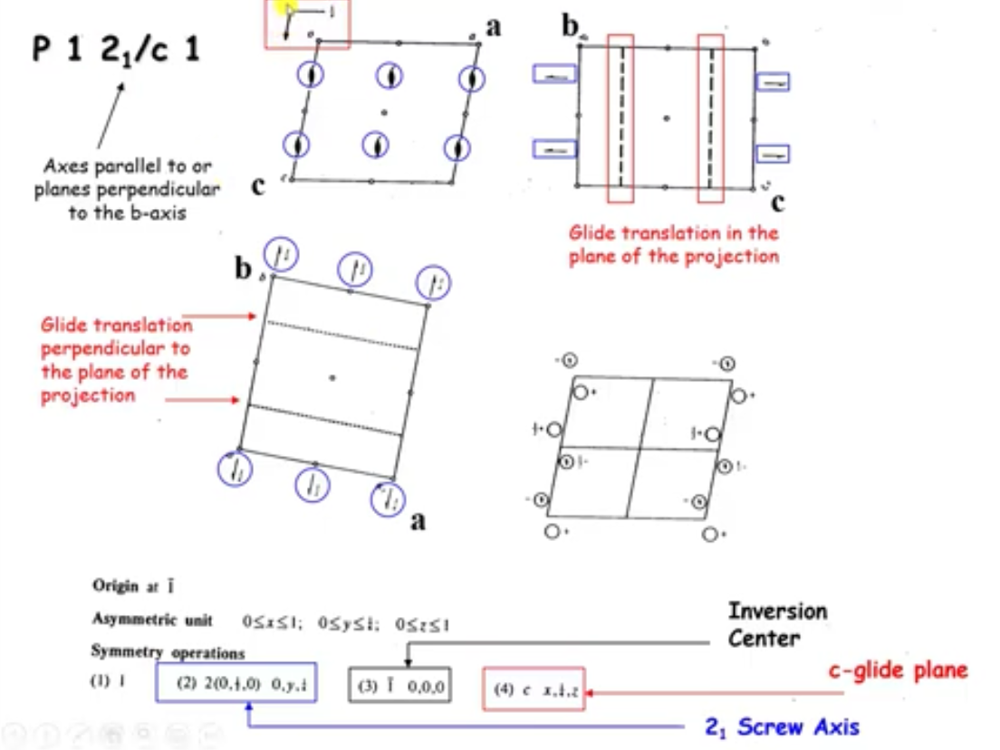 P 1 2₁/c 1
Axes parallel to or
planes perpendicular
to the b-axis
a
c
b
c
Glide translation in the
plane of the projection
b
a
Glide translation
perpendicular to
the plane of the
projection
Origin at 1̄
Asymmetric unit 0≤x≤1; 0≤y≤¼; 0≤z≤1
Symmetry operations
(1) 1 (2) 2(0,½,0) 0,y,¼ (3) 1̄ 0,0,0 (4) c x,¼,z
Inversion
Center
c-glide plane
2₁ Screw Axis